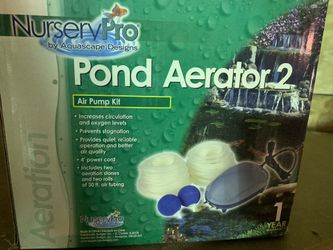 NurseryPro
by Aquascape Designs
Pond Aerator 2
Air Pump Kit
• Increases circulation
and oxygen levels
• Prevents stagnation
• Provides quiet, reliable
operation and better
air quality
• 4' power cord
• Includes two
aeration stones
and two rolls
of 30 ft. air tubing
Aeration
NurseryPro
1
YEAR